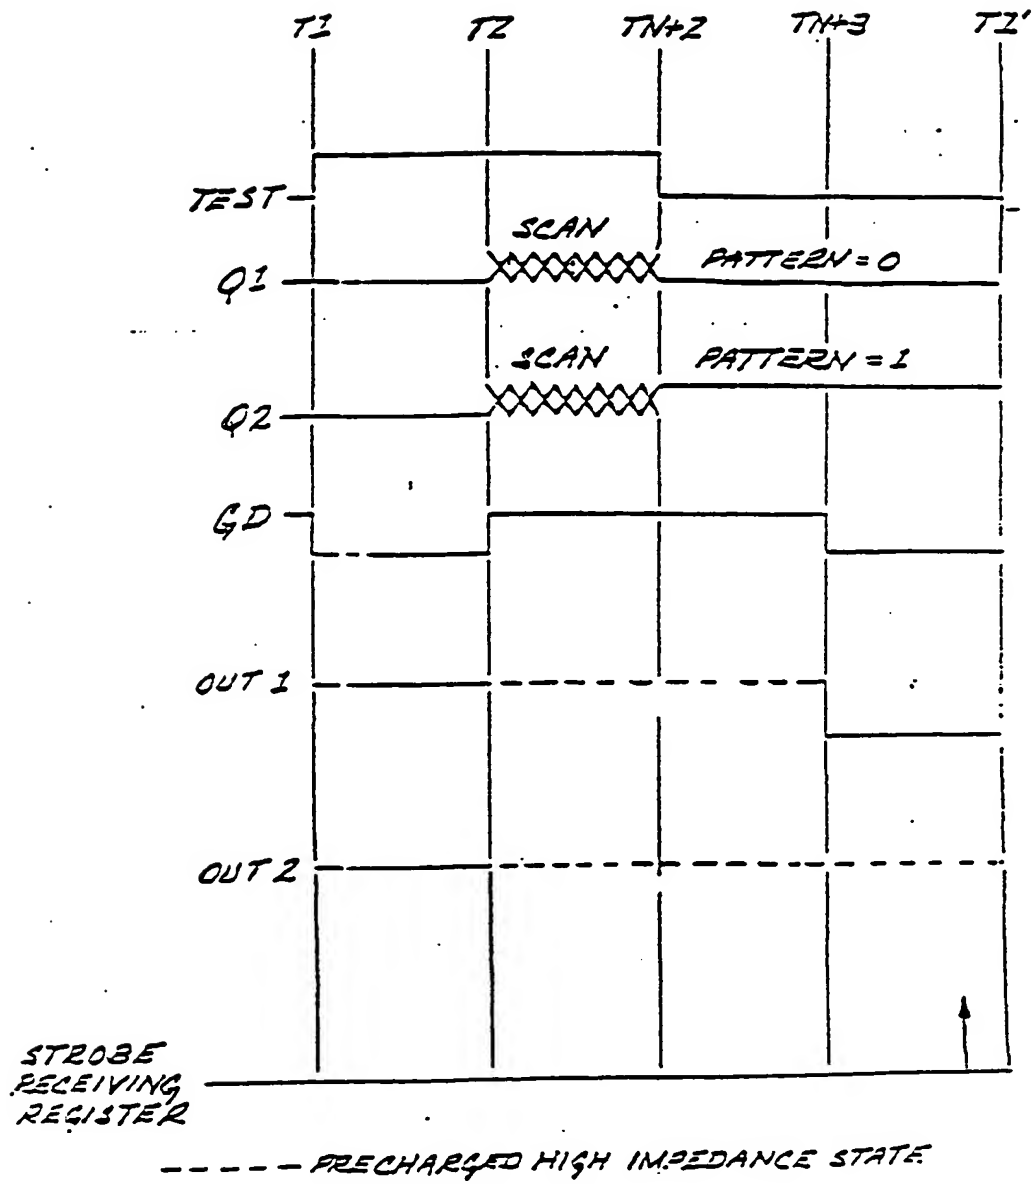 T1 T2 TN+2 TN+3 T1'
TEST
SCAN
Q1
PATTERN = 0
SCAN
PATTERN = 1
Q2
GD
OUT 1
OUT 2
STROBE
RECEIVING
REGISTER
---- PRECHARGED HIGH IMPEDANCE STATE